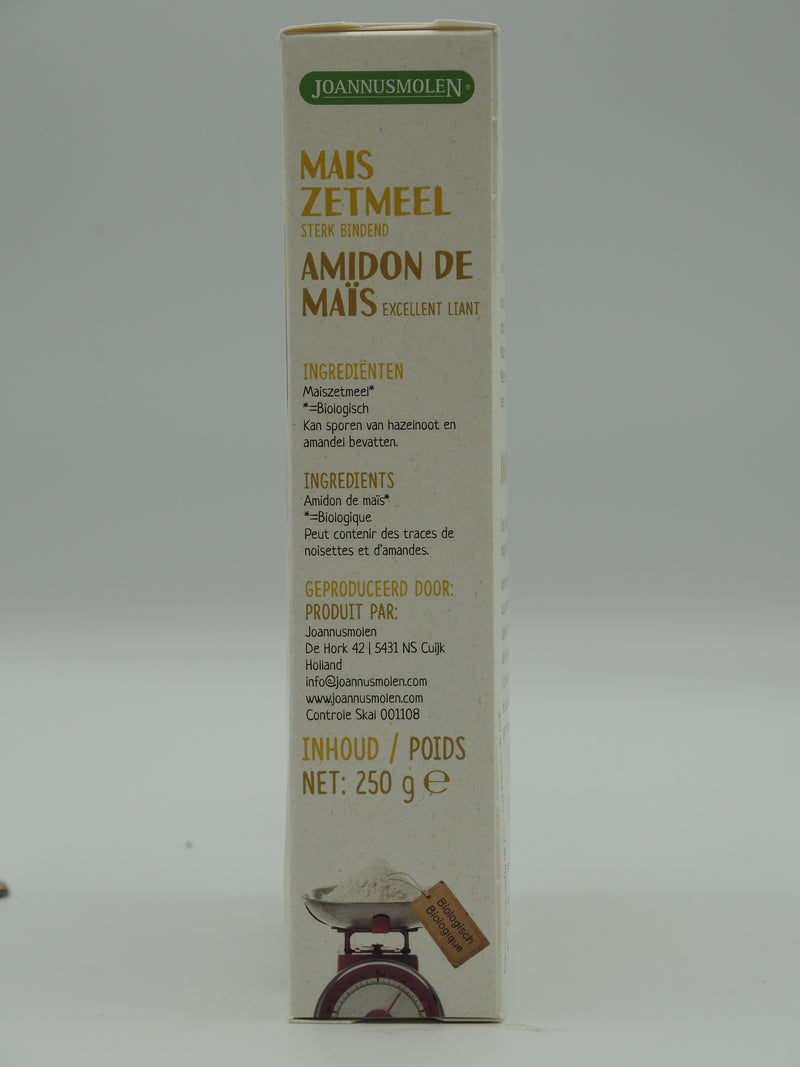 JOANNUSMOLEN®
MAIS
ZETMEEL
STERK BINDEND
AMIDON DE
MAÏS EXCELLENT LIANT
INGREDIËNTEN
Maiszetmeel*
*=Biologisch
Kan sporen van hazelnoot en
amandel bevatten.
INGREDIENTS
Amidon de maïs*
*=Biologique
Peut contenir des traces de
noisettes et d'amandes.
GEPRODUCEERD DOOR:
PRODUIT PAR:
Joannusmolen
De Hork 42 | 5431 NS Cuijk
Holland
info@joannusmolen.com
www.joannusmolen.com
Controle Skal 001108
INHOUD / POIDS
NET: 250 g ℮
Biologisch
Biologique